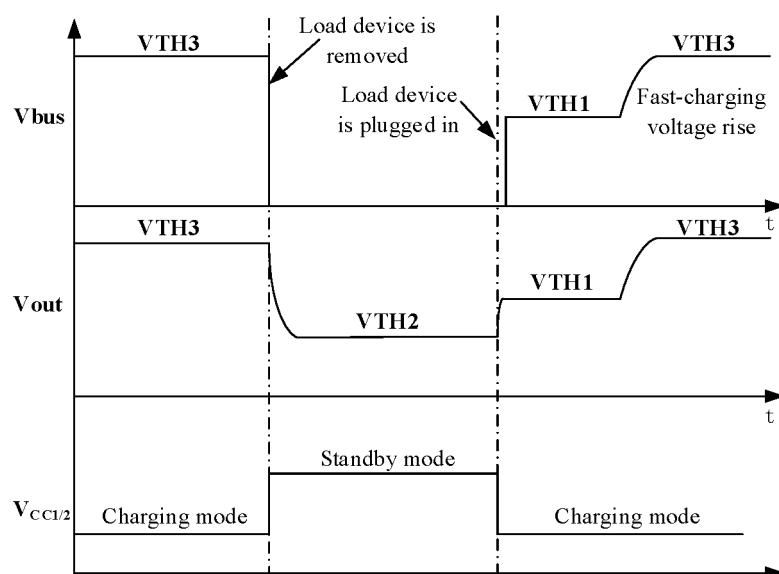 Load device is
removed
VTH3
VTH3
Load device
is plugged in
VTH1
Fast-charging
voltage rise
Vbus
t
VTH3
VTH3
VTH1
Vout
VTH2
t
Standby mode
VCC1/2
Charging mode
Charging mode